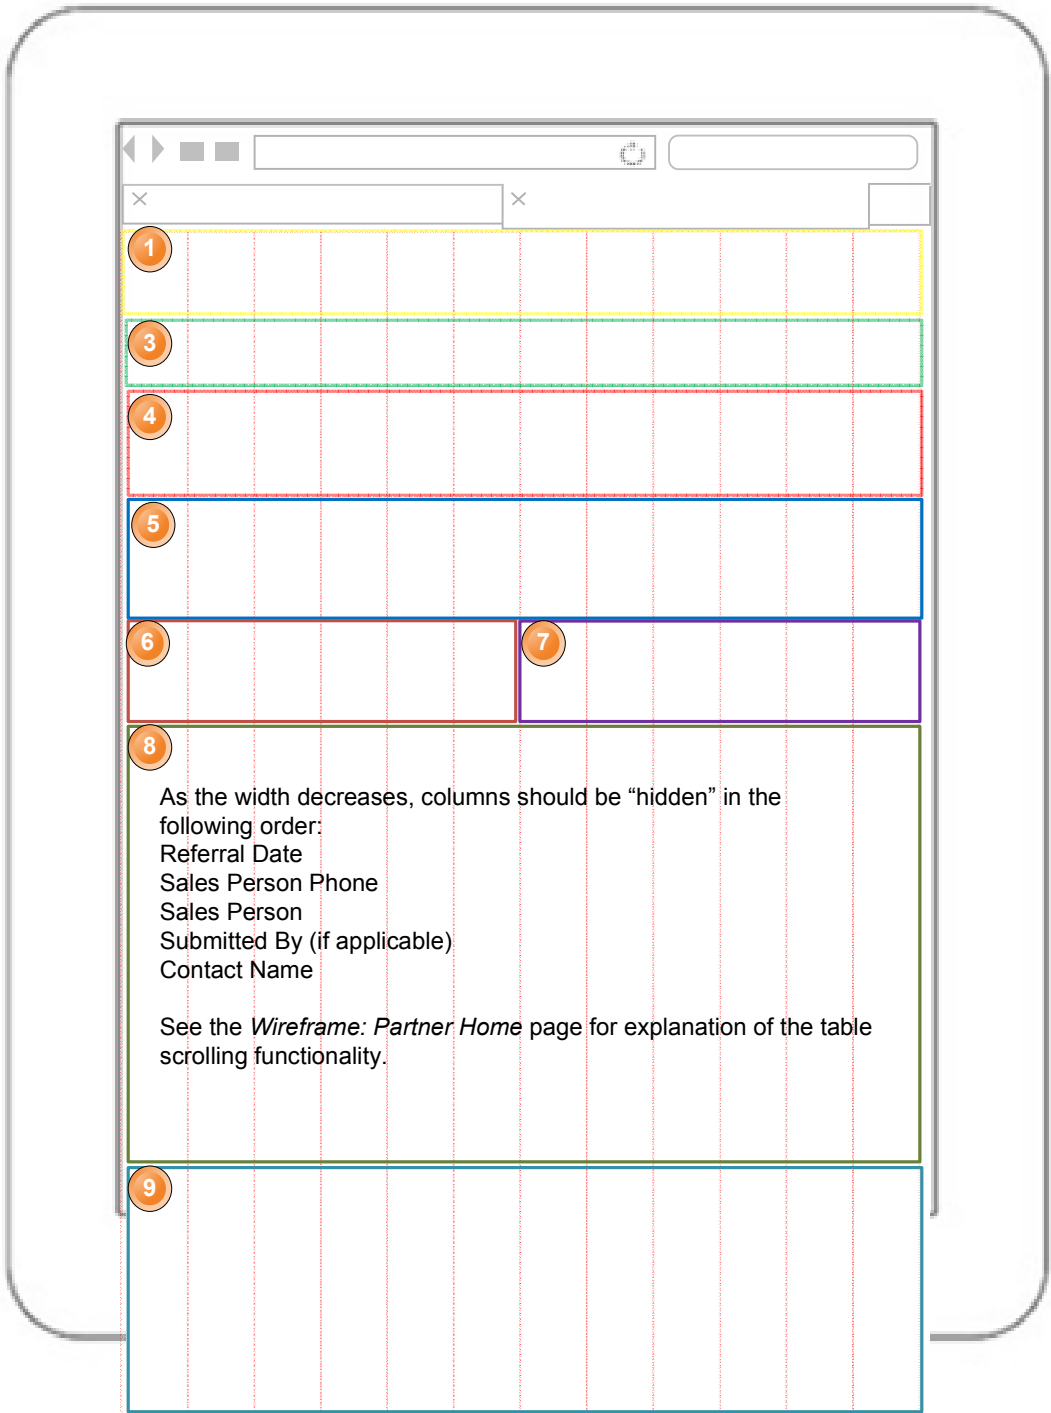 1
3
4
5
6 7
8
As the width decreases, columns should be “hidden” in the
following order:
Referral Date
Sales Person Phone
Sales Person
Submitted By (if applicable)
Contact Name
See the Wireframe: Partner Home page for explanation of the table
scrolling functionality.
9